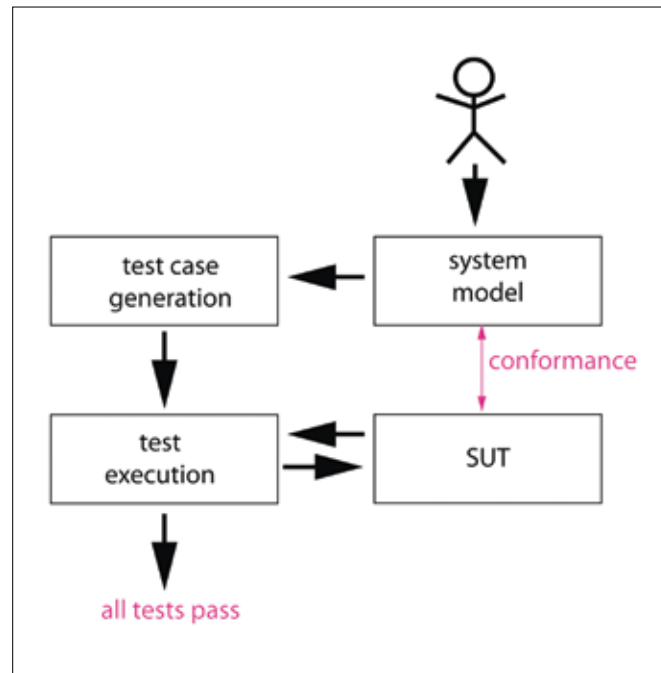 test case
generation
system
model
conformance
test
execution
SUT
all tests pass